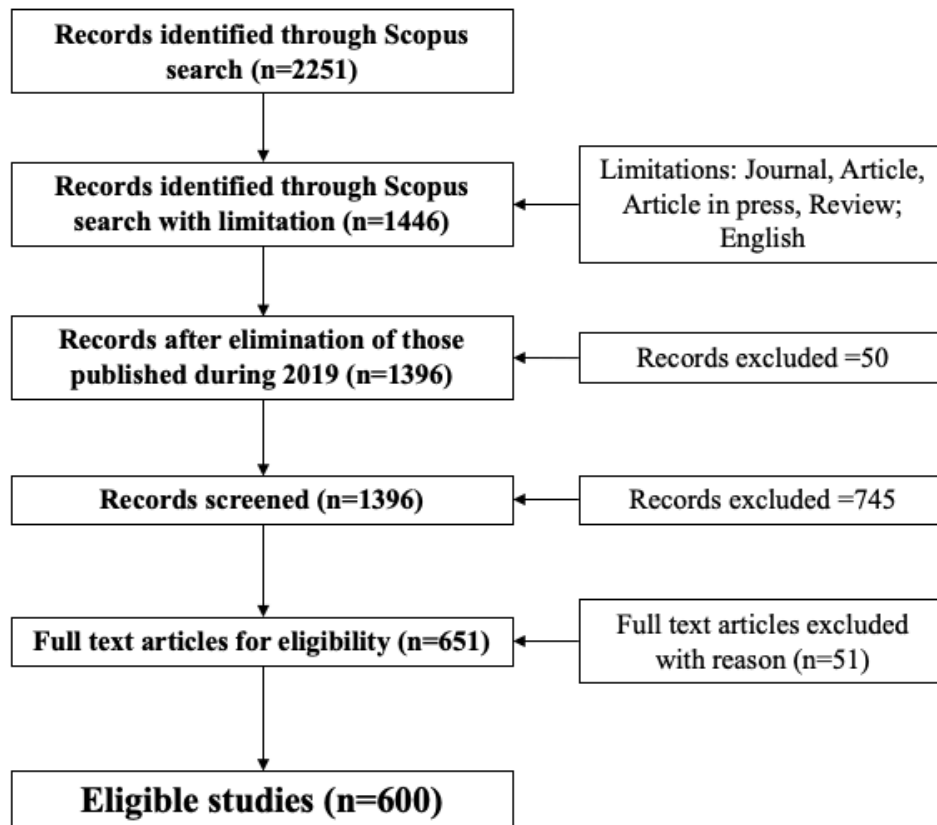 Records identified through Scopus
search (n=2251)
Records identified through Scopus
search with limitation (n=1446)
Limitations: Journal, Article,
Article in press, Review;
English
Records after elimination of those
published during 2019 (n=1396)
Records excluded =50
Records screened (n=1396)
Records excluded =745
Full text articles for eligibility (n=651)
Full text articles excluded
with reason (n=51)
Eligible studies (n=600)